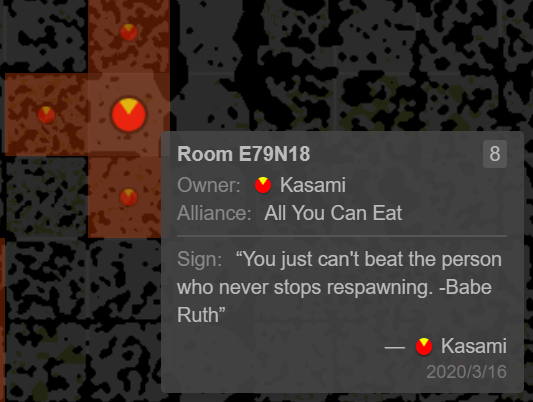 Room E79N18 8
Owner: Kasami
Alliance: All You Can Eat
Sign: “You just can't beat the person
who never stops respawning. -Babe
Ruth”
— Kasami
2020/3/16